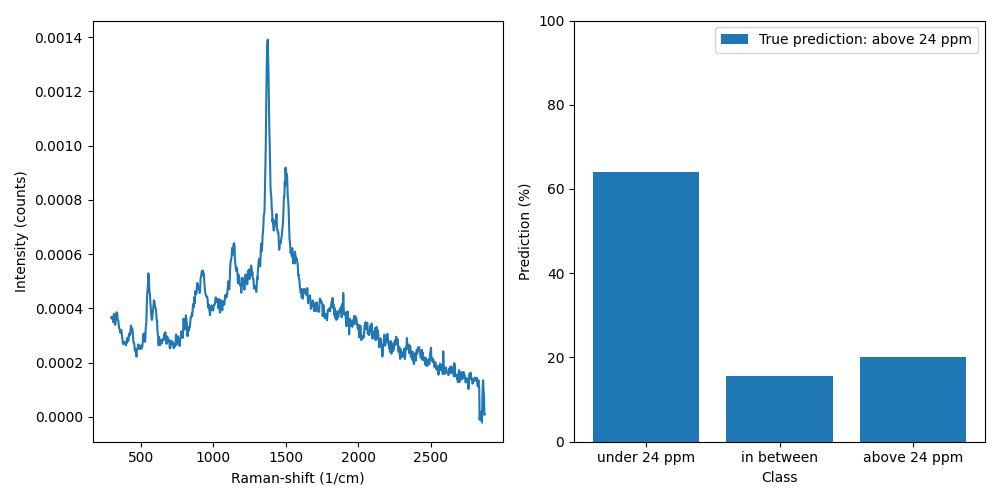 0.0014
0.0012
0.0010
0.0008
0.0006
0.0004
0.0002
0.0000
Intensity (counts)
500 1000 1500 2000 2500
Raman-shift (1/cm)
100
80
60
40
20
0
Prediction (%)
True prediction: above 24 ppm
under 24 ppm in between above 24 ppm
Class